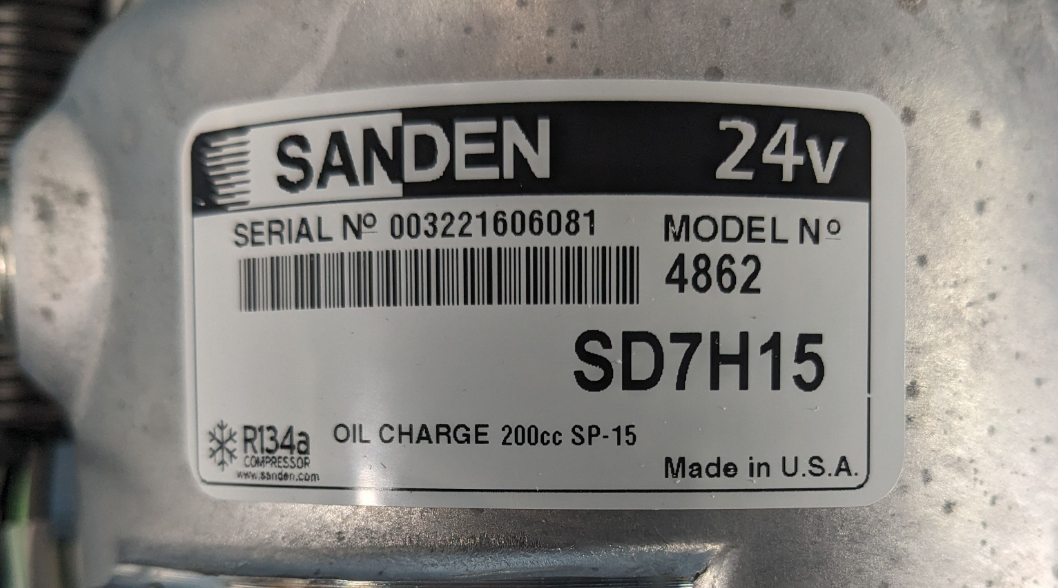 SANDEN 24v
SERIAL Nº 003221606081
MODEL Nº
4862
SD7H15
R134a
COMPRESSOR
www.sanden.com
OIL CHARGE 200cc SP-15
Made in U.S.A.